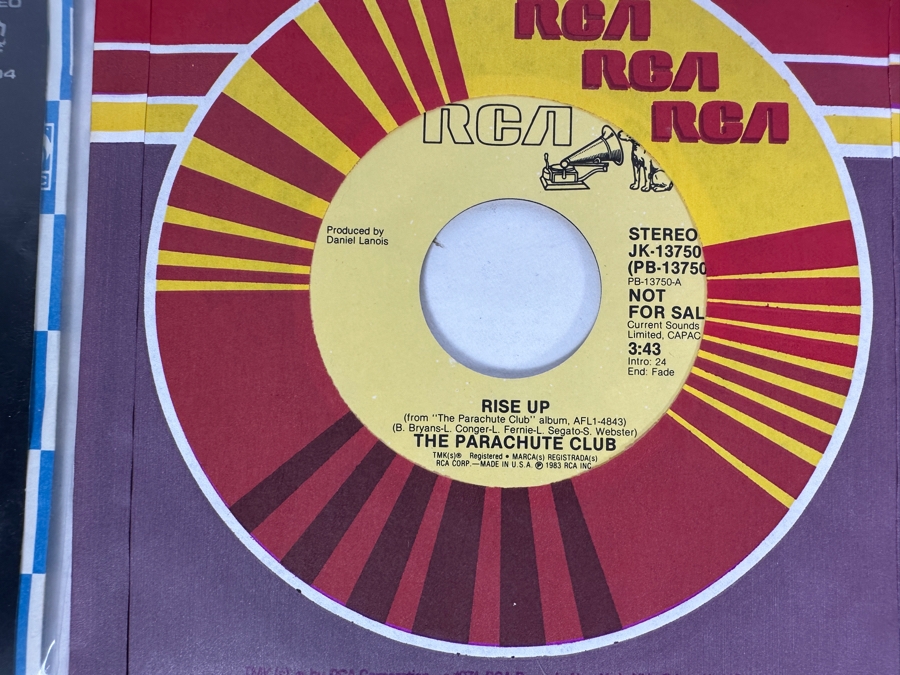 RCA
RCA
RCA
RCA
Produced by
Daniel Lanois
STEREO
JK-13750
(PB-13750
PB-13750-A
NOT
FOR SAL
Current Sounds
Limited, CAPAC
3:43
Intro: 24
End: Fade
RISE UP
(from "The Parachute Club" album, AFL1-4843)
(B. Bryans-L. Conger-L. Fernie-L. Segato-S. Webster)
THE PARACHUTE CLUB
TMK(s)® Registered • MARCA(s) REGISTRADA(s)
RCA CORP.—MADE IN U.S.A. ℗ 1983 RCA INC